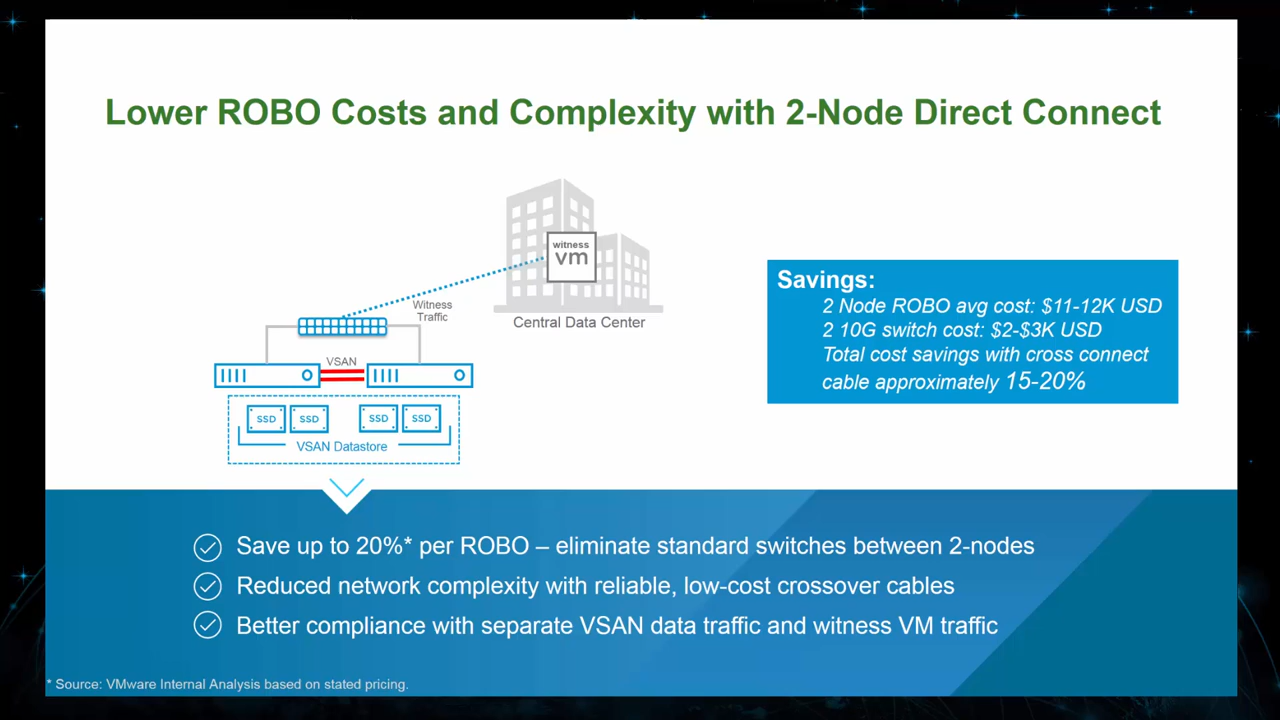 Lower ROBO Costs and Complexity with 2-Node Direct Connect
witness
vm
Witness
Traffic
Central Data Center
VSAN
SSD SSD SSD SSD
VSAN Datastore
Savings:
2 Node ROBO avg cost: $11-12K USD
2 10G switch cost: $2-$3K USD
Total cost savings with cross connect
cable approximately 15-20%
Save up to 20%* per ROBO – eliminate standard switches between 2-nodes
Reduced network complexity with reliable, low-cost crossover cables
Better compliance with separate VSAN data traffic and witness VM traffic
* Source: VMware Internal Analysis based on stated pricing.